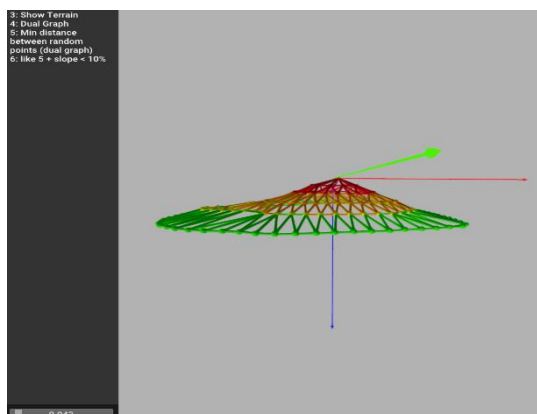 3: Show Terrain
4: Dual Graph
5: Min distance
between random
points (dual graph)
6: like 5 + slope < 10%